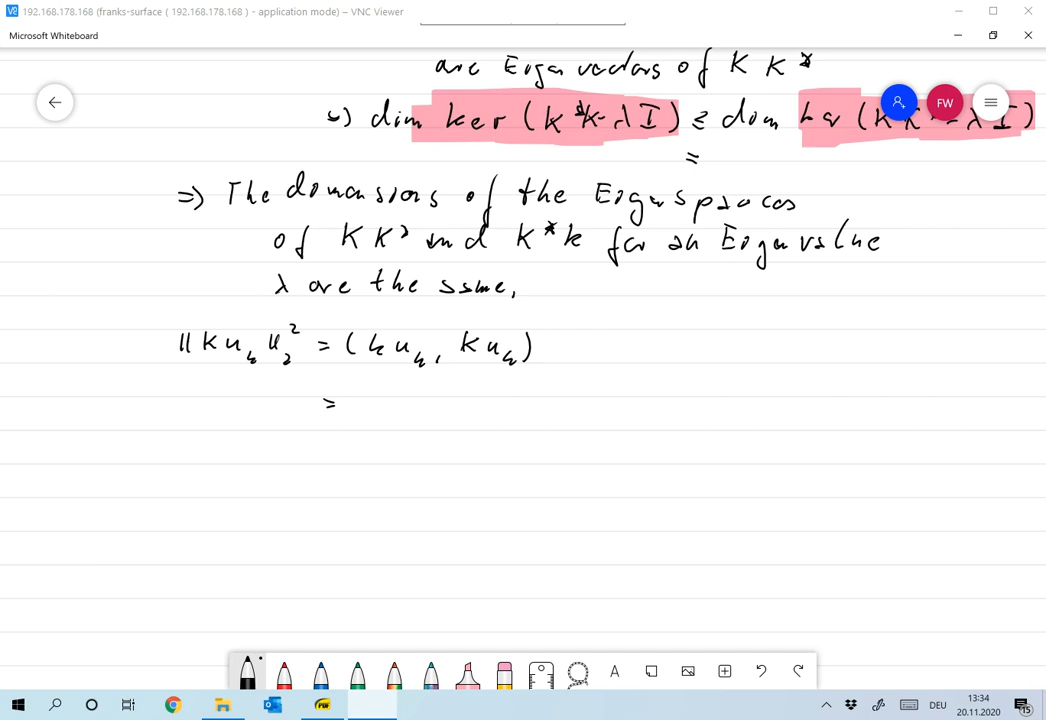 192.168.178.168 (franks-surface ( 192.168.178.168 ) - application mode) – VNC Viewer
Microsoft Whiteboard
are Eigenvectors of K K*
FW
↝) dim ker (K*K-λI) ≤ dim ker (KK*-λI)
=
⇒ The dimensions of the Eigenspaces
of KK* and K*K for an Eigenvalue
λ are the same,
||Ku_k||_2^2 = (Ku_k, Ku_k)
=
A
DEU
13:34
20.11.2020
15